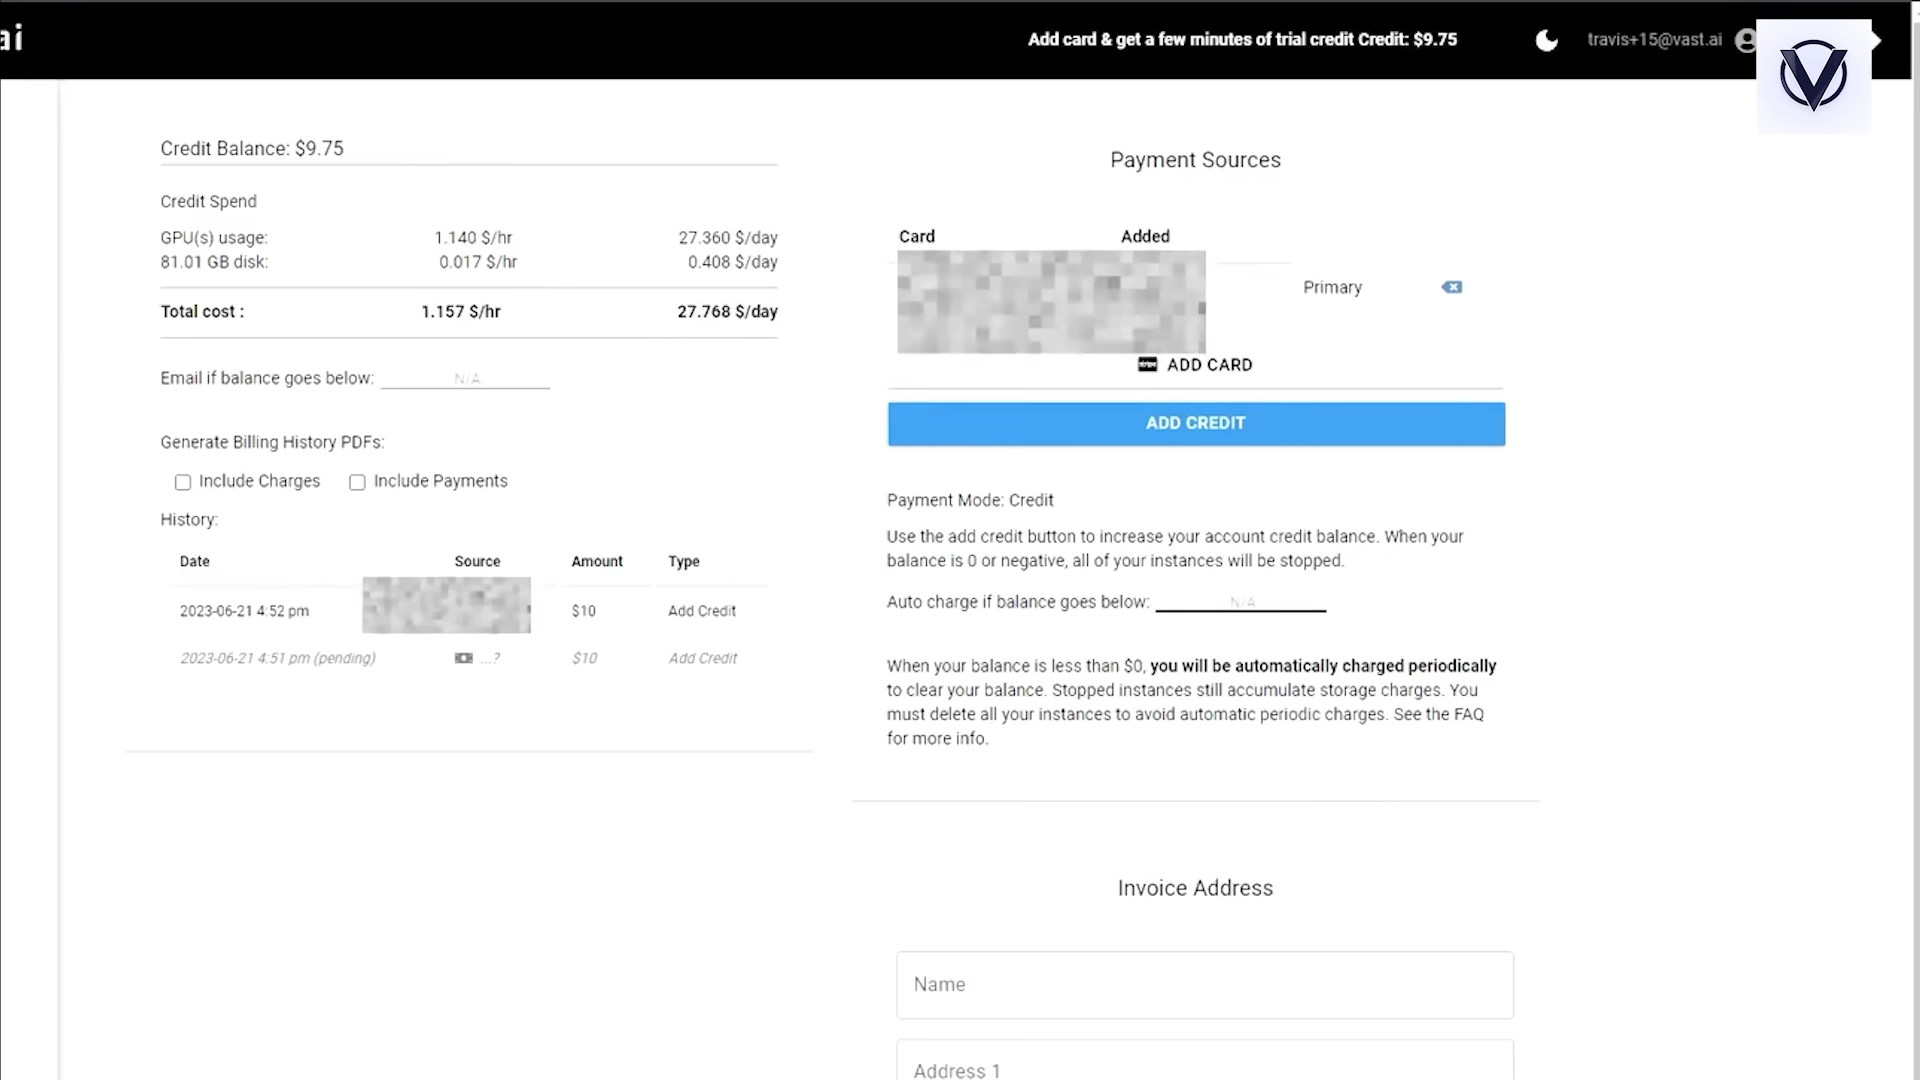 ai
Add card & get a few minutes of trial credit Credit: $9.75
travis+15@vast.ai
Credit Balance: $9.75
Credit Spend
GPU(s) usage: 1.140 $/hr 27.360 $/day
81.01 GB disk: 0.017 $/hr 0.408 $/day
Total cost : 1.157 $/hr 27.768 $/day
Email if balance goes below: N/A
Generate Billing History PDFs:
Include Charges Include Payments
History:
Date Source Amount Type
2023-06-21 4:52 pm $10 Add Credit
2023-06-21 4:51 pm (pending) ...? $10 Add Credit
Payment Sources
Card Added
Primary
ADD CARD
ADD CREDIT
Payment Mode: Credit
Use the add credit button to increase your account credit balance. When your
balance is 0 or negative, all of your instances will be stopped.
Auto charge if balance goes below: N/A
When your balance is less than $0, you will be automatically charged periodically
to clear your balance. Stopped instances still accumulate storage charges. You
must delete all your instances to avoid automatic periodic charges. See the FAQ
for more info.
Invoice Address
Name
Address 1